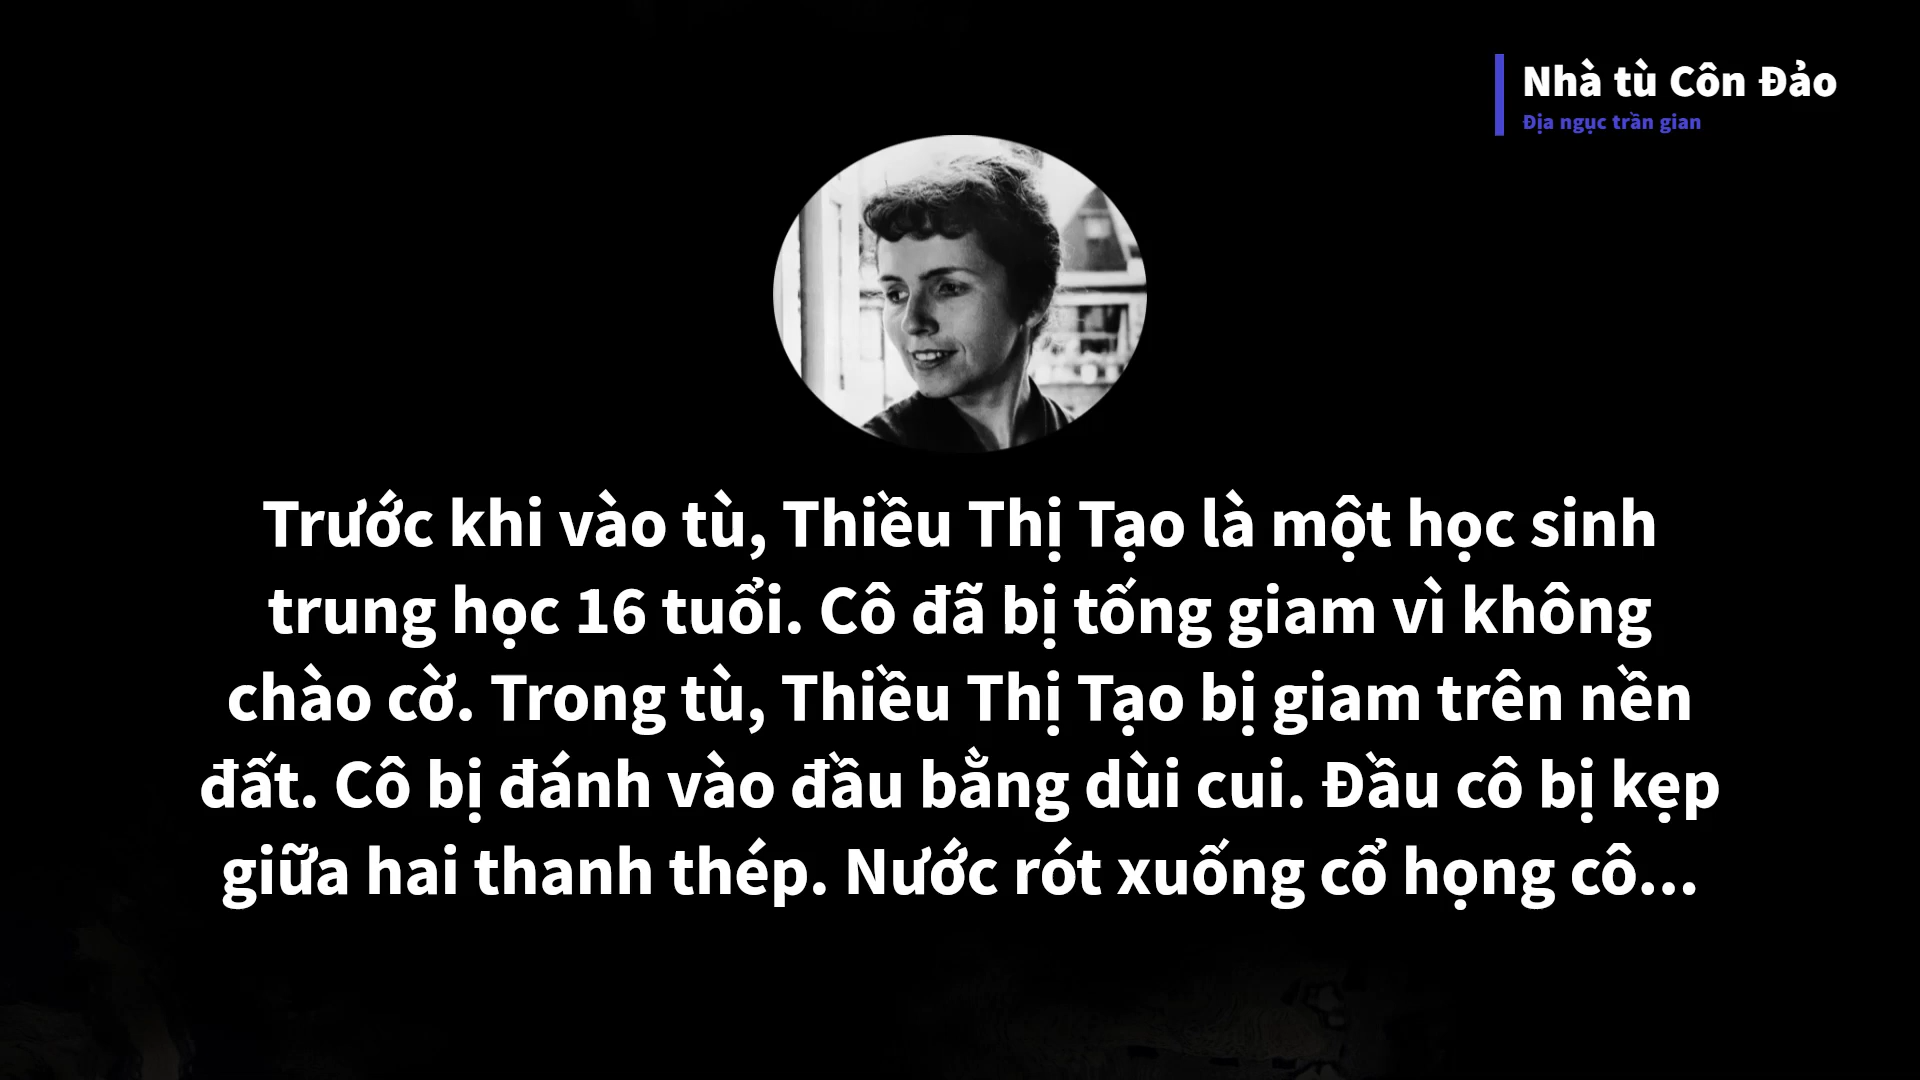 Nhà tù Côn Đảo
Địa ngục trần gian
Trước khi vào tù, Thiều Thị Tạo là một học sinh
trung học 16 tuổi. Cô đã bị tống giam vì không
chào cờ. Trong tù, Thiều Thị Tạo bị giam trên nền
đất. Cô bị đánh vào đầu bằng dùi cui. Đầu cô bị kẹp
giữa hai thanh thép. Nước rót xuống cổ họng cô...